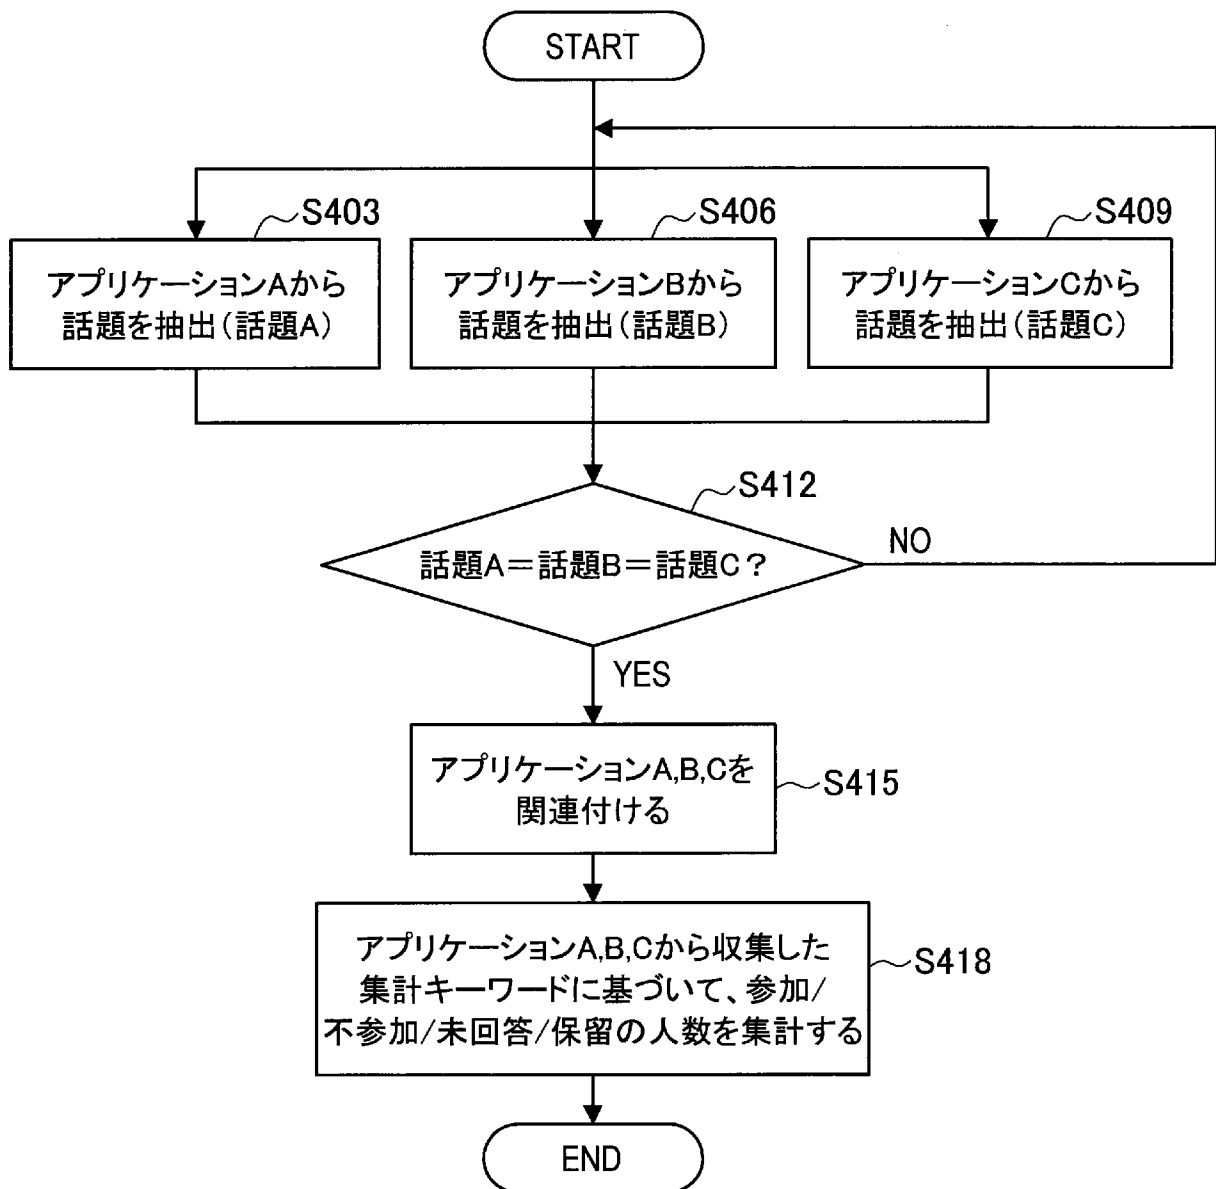 START
S403
S406
S409
アプリケーションAから
話題を抽出(話題A)
アプリケーションBから
話題を抽出(話題B)
アプリケーションCから
話題を抽出(話題C)
S412
話題A＝話題B＝話題C？
NO
YES
アプリケーションA,B,Cを
関連付ける
S415
アプリケーションA,B,Cから収集した
集計キーワードに基づいて、参加/
不参加/未回答/保留の人数を集計する
S418
END